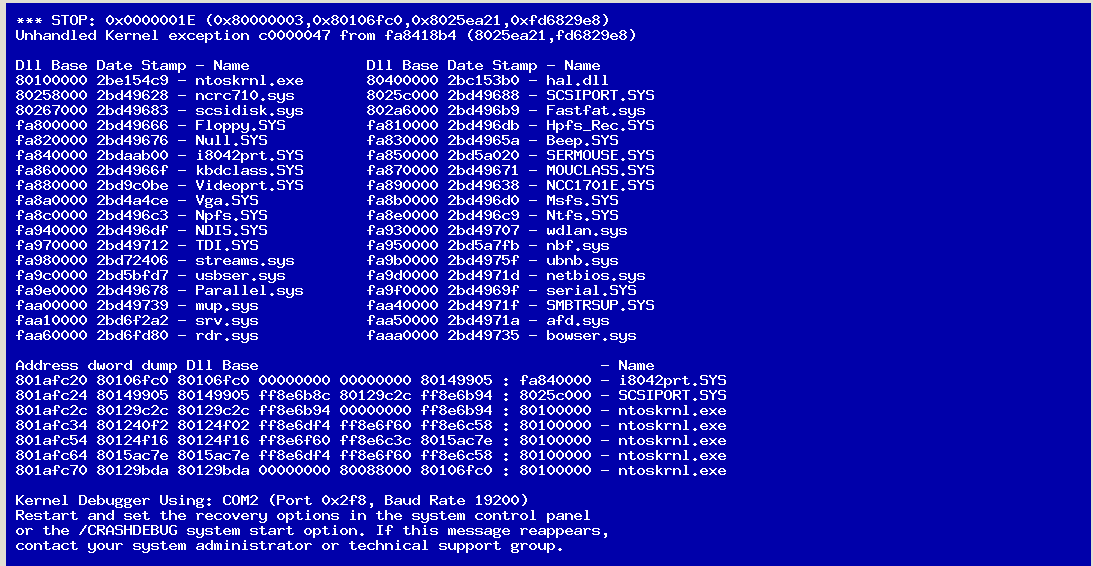 *** STOP: 0x0000001E (0x80000003,0x80106fc0,0x8025ea21,0xfd6829e8)
Unhandled Kernel exception c0000047 from fa8418b4 (8025ea21,fd6829e8)
Dll Base Date Stamp - Name Dll Base Date Stamp - Name
80100000 2be154c9 - ntoskrnl.exe 80400000 2bc153b0 - hal.dll
80258000 2bd49628 - ncrc710.sys 8025c000 2bd49688 - SCSIPORT.SYS
80267000 2bd49683 - scsidisk.sys 802a6000 2bd496b9 - Fastfat.sys
fa800000 2bd49666 - Floppy.SYS fa810000 2bd496db - Hpfs_Rec.SYS
fa820000 2bd49676 - Null.SYS fa830000 2bd4965a - Beep.SYS
fa840000 2bdaab00 - i8042prt.SYS fa850000 2bd5a020 - SERMOUSE.SYS
fa860000 2bd4966f - kbdclass.SYS fa870000 2bd49671 - MOUCLASS.SYS
fa880000 2bd9c0be - Videoprt.SYS fa890000 2bd49638 - NCC1701E.SYS
fa8a0000 2bd4a4ce - Vga.SYS fa8b0000 2bd496d0 - Msfs.SYS
fa8c0000 2bd496c3 - Npfs.SYS fa8e0000 2bd496c9 - Ntfs.SYS
fa940000 2bd496df - NDIS.SYS fa930000 2bd49707 - wdlan.sys
fa970000 2bd49712 - TDI.SYS fa950000 2bd5a7fb - nbf.sys
fa980000 2bd72406 - streams.sys fa9b0000 2bd4975f - ubnb.sys
fa9c0000 2bd5bfd7 - usbser.sys fa9d0000 2bd4971d - netbios.sys
fa9e0000 2bd49678 - Parallel.sys fa9f0000 2bd4969f - serial.SYS
faa00000 2bd49739 - mup.sys faa40000 2bd4971f - SMBTRSUP.SYS
faa10000 2bd6f2a2 - srv.sys faa50000 2bd4971a - afd.sys
faa60000 2bd6fd80 - rdr.sys faaa0000 2bd49735 - bowser.sys
Address dword dump Dll Base - Name
801afc20 80106fc0 80106fc0 00000000 00000000 80149905 : fa840000 - i8042prt.SYS
801afc24 80149905 80149905 ff8e6b8c 80129c2c ff8e6b94 : 8025c000 - SCSIPORT.SYS
801afc2c 80129c2c 80129c2c ff8e6b94 00000000 ff8e6b94 : 80100000 - ntoskrnl.exe
801afc34 801240f2 80124f02 ff8e6df4 ff8e6f60 ff8e6c58 : 80100000 - ntoskrnl.exe
801afc54 80124f16 80124f16 ff8e6f60 ff8e6c3c 8015ac7e : 80100000 - ntoskrnl.exe
801afc64 8015ac7e 8015ac7e ff8e6df4 ff8e6f60 ff8e6c58 : 80100000 - ntoskrnl.exe
801afc70 80129bda 80129bda 00000000 80088000 80106fc0 : 80100000 - ntoskrnl.exe
Kernel Debugger Using: COM2 (Port 0x2f8, Baud Rate 19200)
Restart and set the recovery options in the system control panel
or the /CRASHDEBUG system start option. If this message reappears,
contact your system administrator or technical support group.